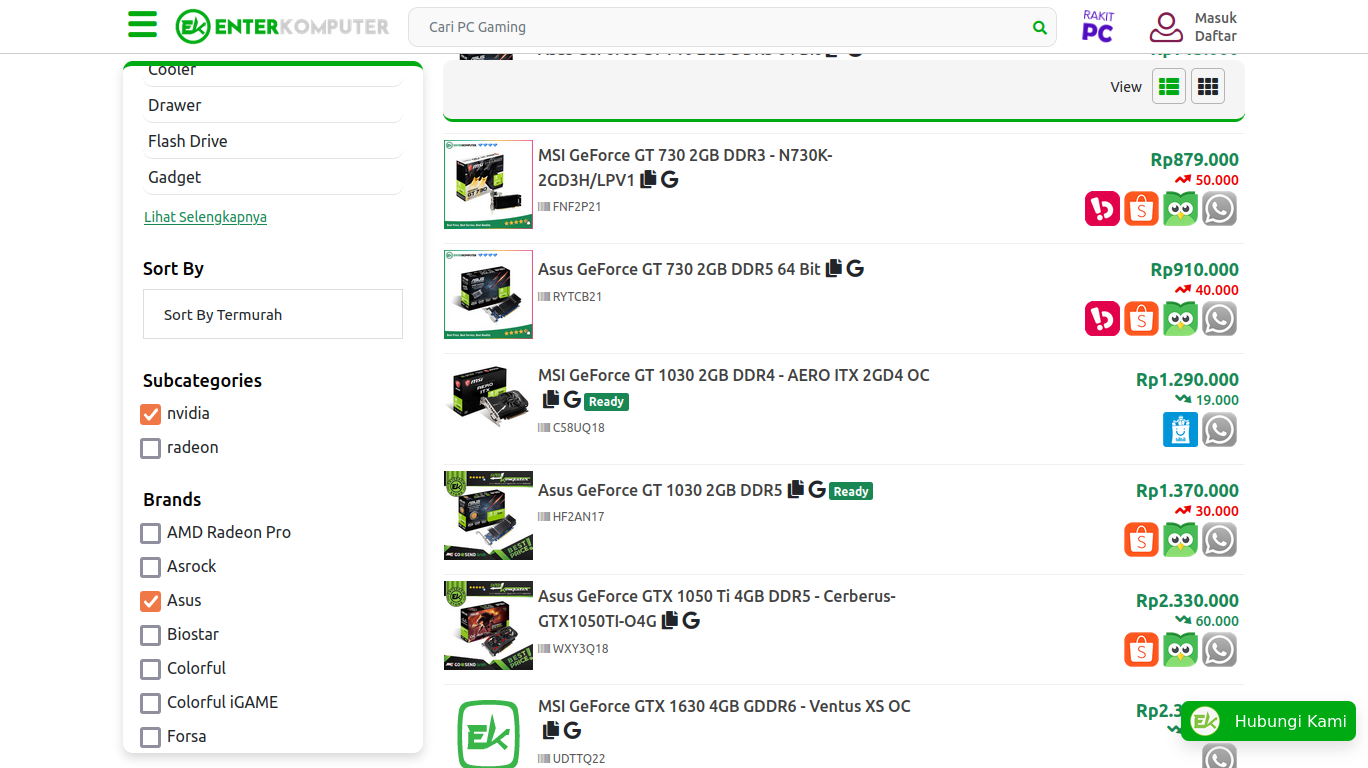 ENTERKOMPUTER
Cari PC Gaming
RAKIT
PC
Masuk
Daftar
Cooler
Drawer
Flash Drive
Gadget
Lihat Selengkapnya
Sort By
Sort By Termurah
Subcategories
nvidia
radeon
Brands
AMD Radeon Pro
Asrock
Asus
Biostar
Colorful
Colorful iGAME
Forsa
View
MSI GeForce GT 730 2GB DDR3 - N730K-
2GD3H/LPV1
FNF2P21
Rp879.000
50.000
Asus GeForce GT 730 2GB DDR5 64 Bit
RYTCB21
Rp910.000
40.000
MSI GeForce GT 1030 2GB DDR4 - AERO ITX 2GD4 OC
Ready
C58UQ18
Rp1.290.000
19.000
Asus GeForce GT 1030 2GB DDR5 Ready
HF2AN17
Rp1.370.000
30.000
Asus GeForce GTX 1050 Ti 4GB DDR5 - Cerberus-
GTX1050TI-O4G
WXY3Q18
Rp2.330.000
60.000
MSI GeForce GTX 1630 4GB GDDR6 - Ventus XS OC
UDTTQ22
Hubungi Kami